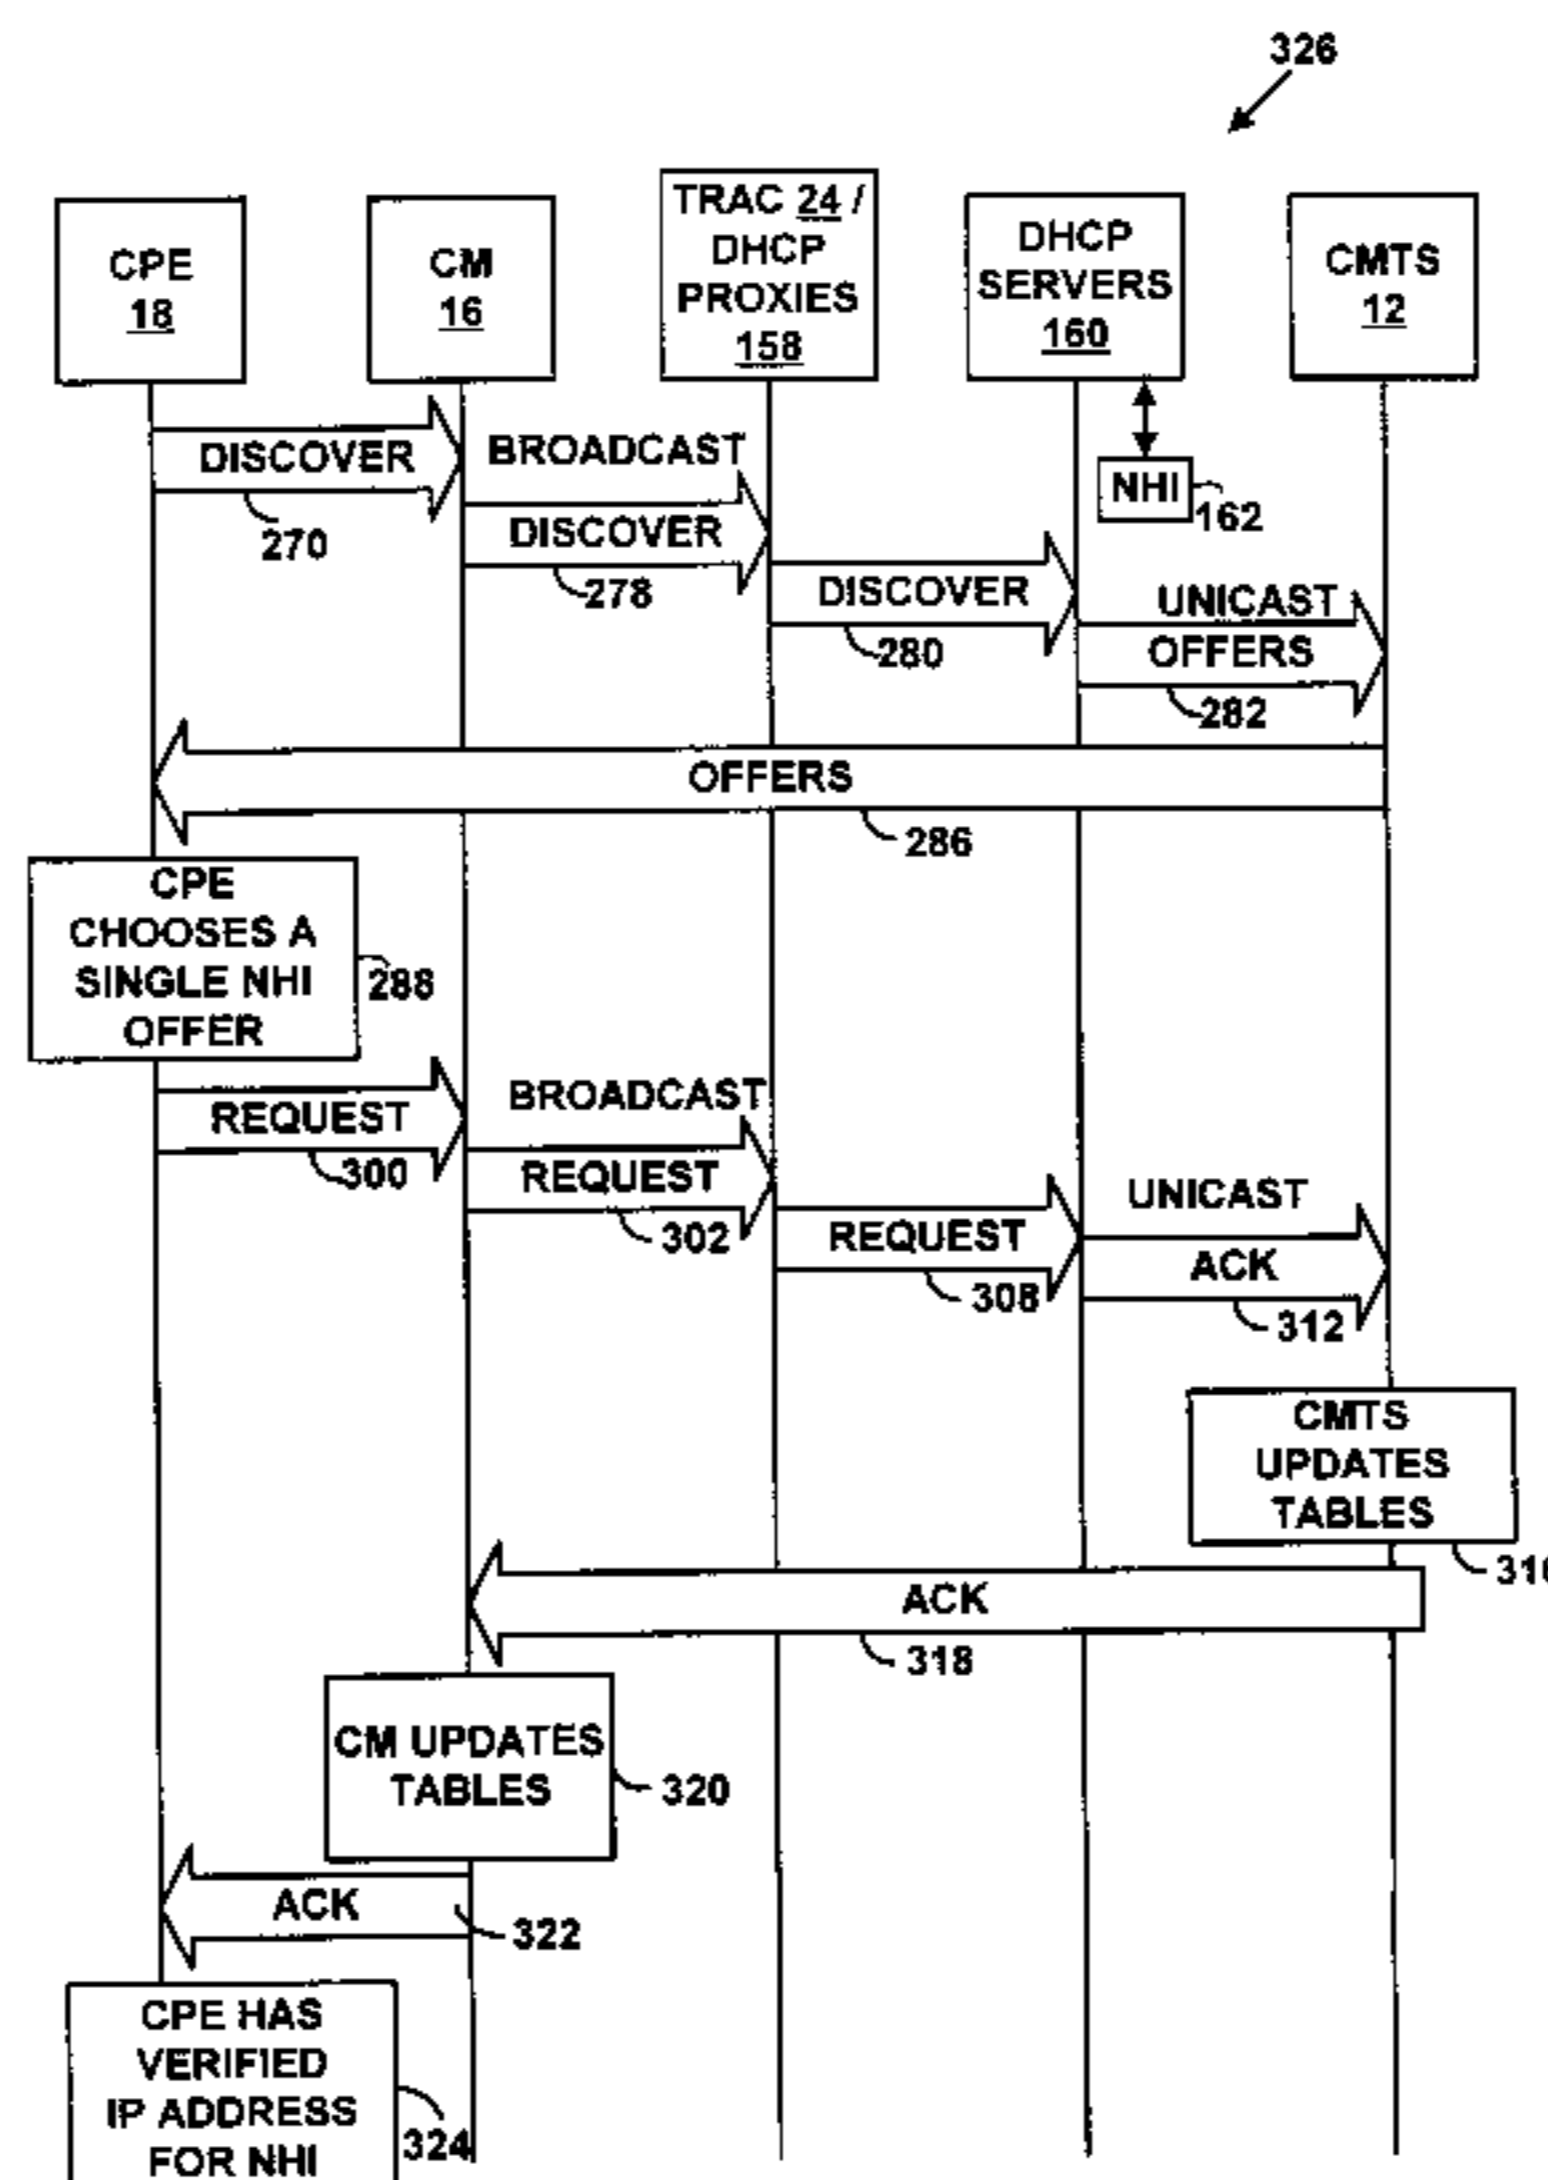 326
CPE
18
CM
16
TRAC 24 /
DHCP
PROXIES
158
DHCP
SERVERS
160
CMTS
12
DISCOVER
270
BROADCAST
DISCOVER
278
NHI
162
DISCOVER
280
UNICAST
OFFERS
282
OFFERS
286
CPE
CHOOSES A
SINGLE NHI
OFFER
288
REQUEST
300
BROADCAST
REQUEST
302
REQUEST
308
UNICAST
ACK
312
CMTS
UPDATES
TABLES
ACK
318
CM UPDATES
TABLES
320
ACK
322
CPE HAS
VERIFIED
IP ADDRESS
FOR NHI
324